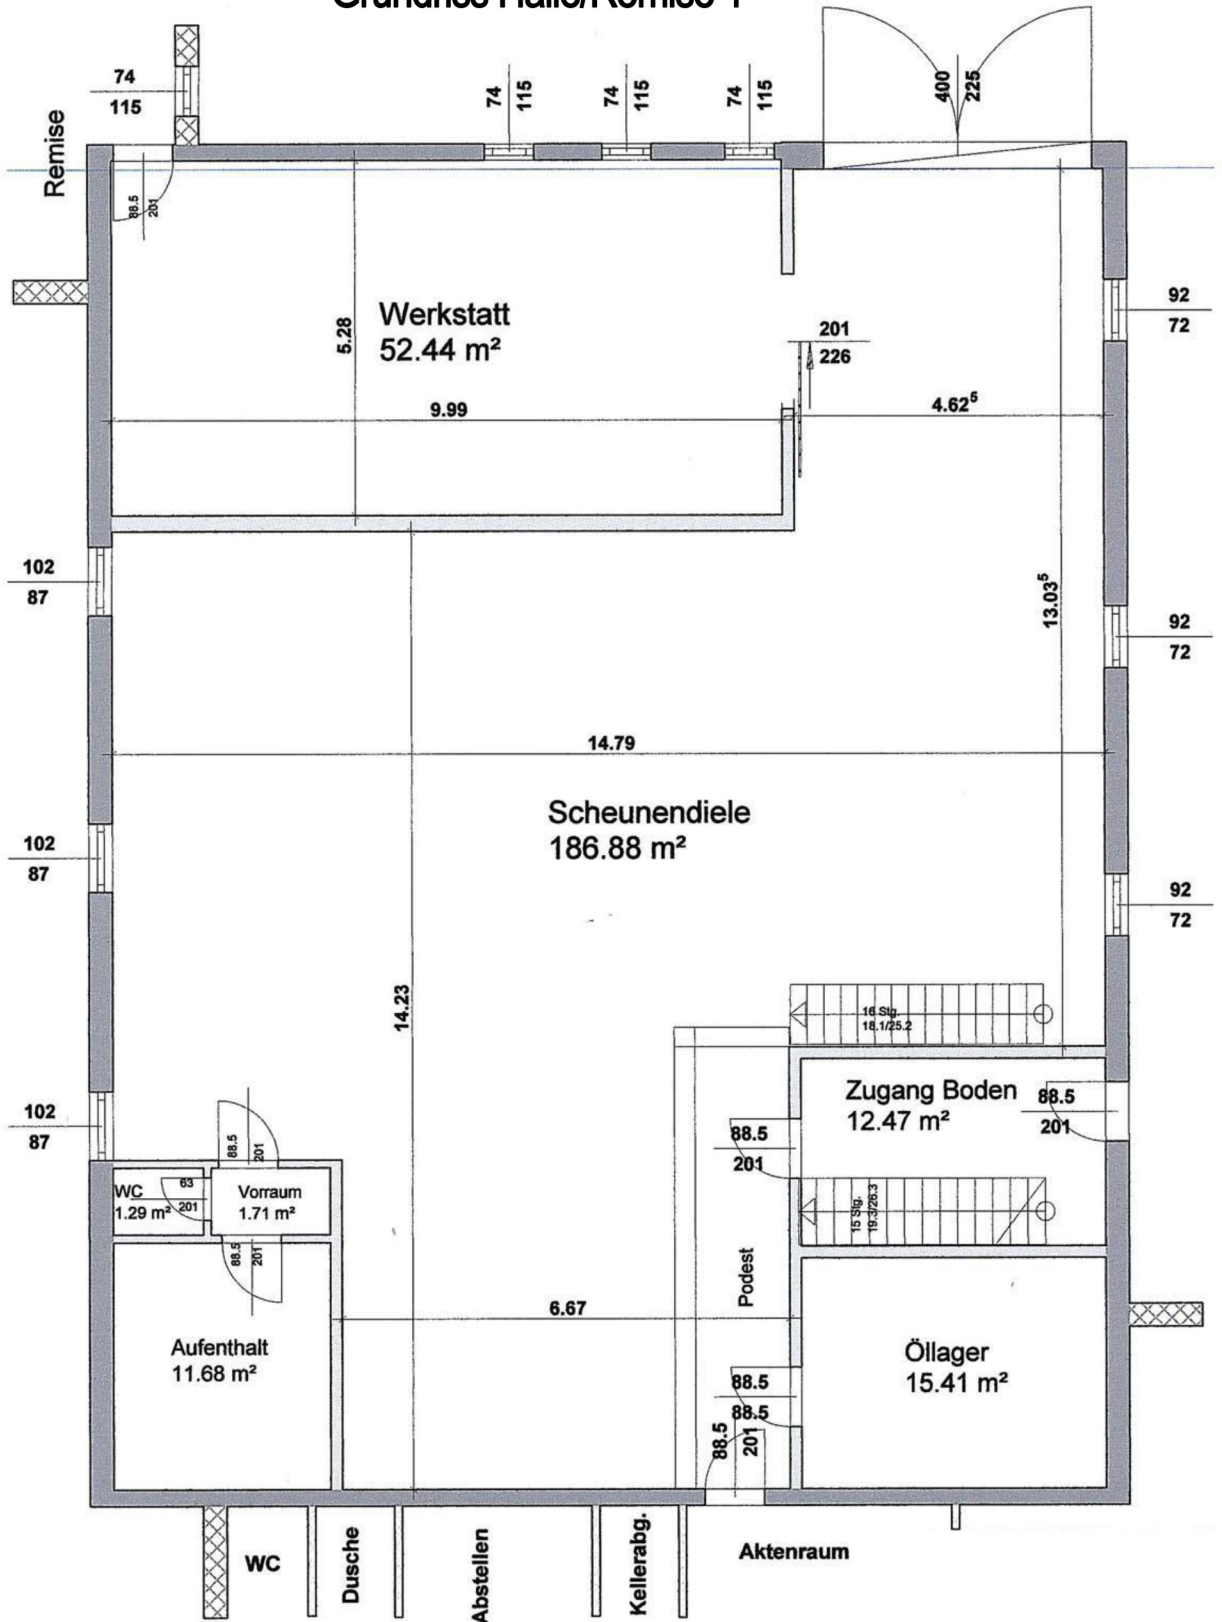 Grundriss Halle/Remise 1
74
115
Remise
74
115
74
115
74
115
400
225
88.5
201
Werkstatt
52.44 m²
5.28
9.99
201
226
4.62⁵
92
72
102
87
13.03⁵
92
72
14.79
Scheunendiele
186.88 m²
102
87
92
72
14.23
16 Stg.
18.1/25.2
Zugang Boden
12.47 m²
88.5
201
102
87
88.5
201
88.5
201
WC
1.29 m²
63
201
Vorraum
1.71 m²
15 Stg.
19.3/26.3
88.5
201
Podest
6.67
Aufenthalt
11.68 m²
Öllager
15.41 m²
88.5
88.5
88.5
201
WC
Dusche
Abstellen
Kellerabg.
Aktenraum